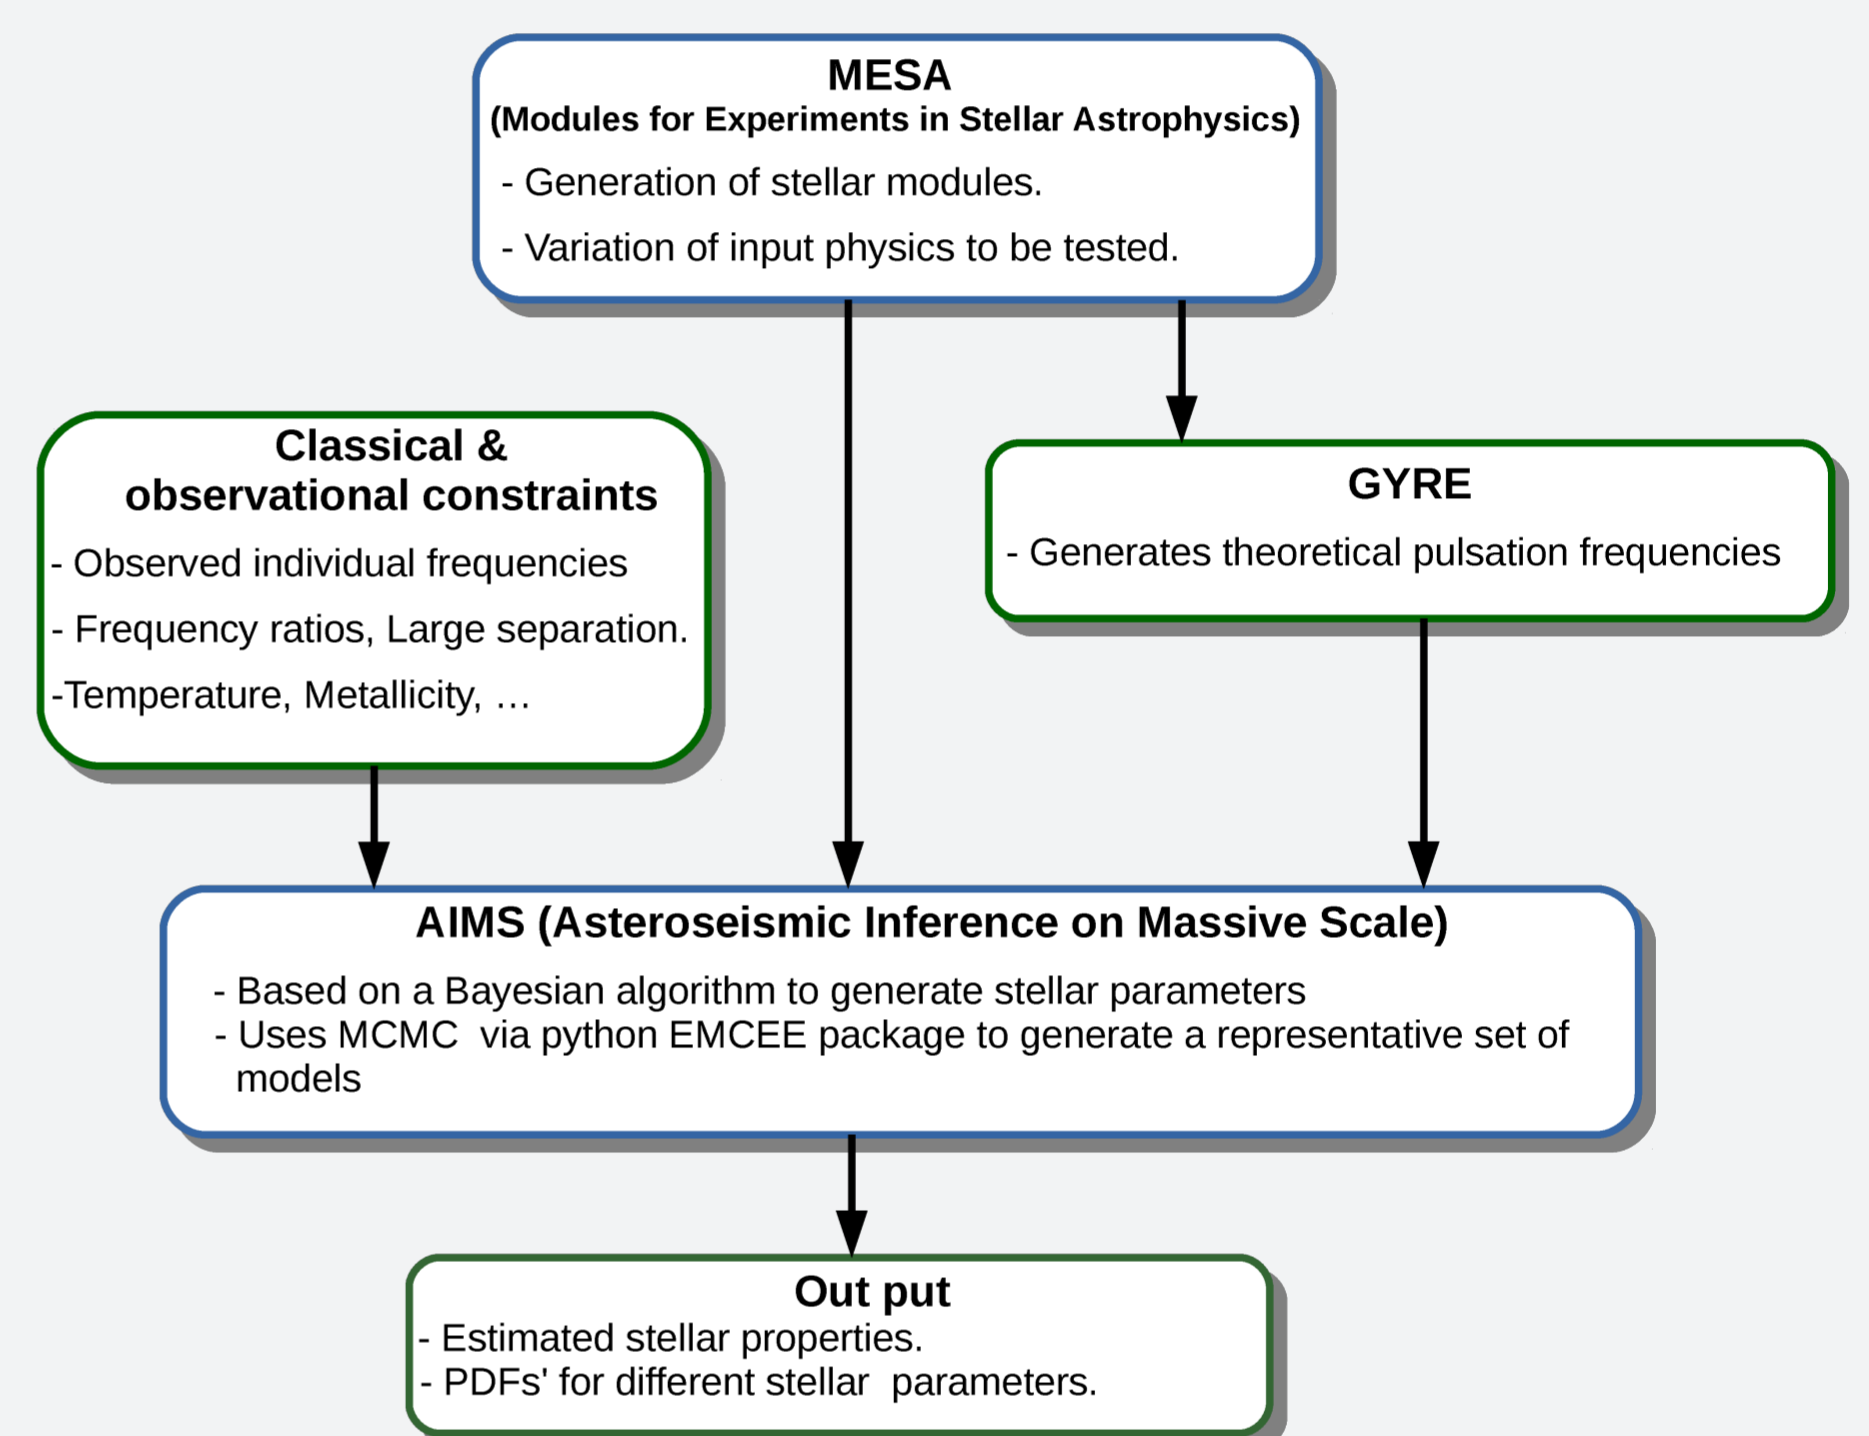 MESA
(Modules for Experiments in Stellar Astrophysics)
- Generation of stellar modules.
- Variation of input physics to be tested.
Classical &
observational constraints
- Observed individual frequencies
- Frequency ratios, Large separation.
-Temperature, Metallicity, …
GYRE
- Generates theoretical pulsation frequencies
AIMS (Asteroseismic Inference on Massive Scale)
- Based on a Bayesian algorithm to generate stellar parameters
- Uses MCMC  via python EMCEE package to generate a representative set of
models
Out put
- Estimated stellar properties.
- PDFs' for different stellar  parameters.